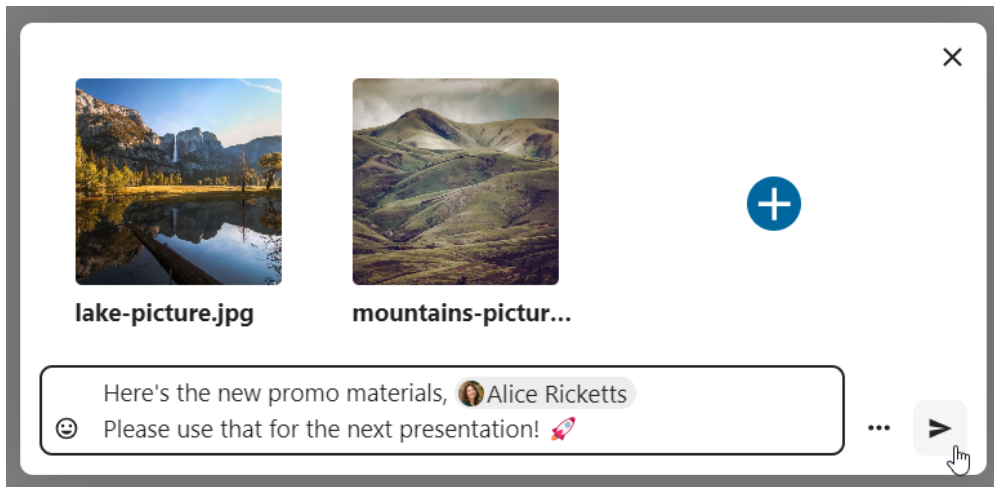 lake-picture.jpg
mountains-pictur...
Here's the new promo materials, Alice Ricketts
Please use that for the next presentation! 🚀